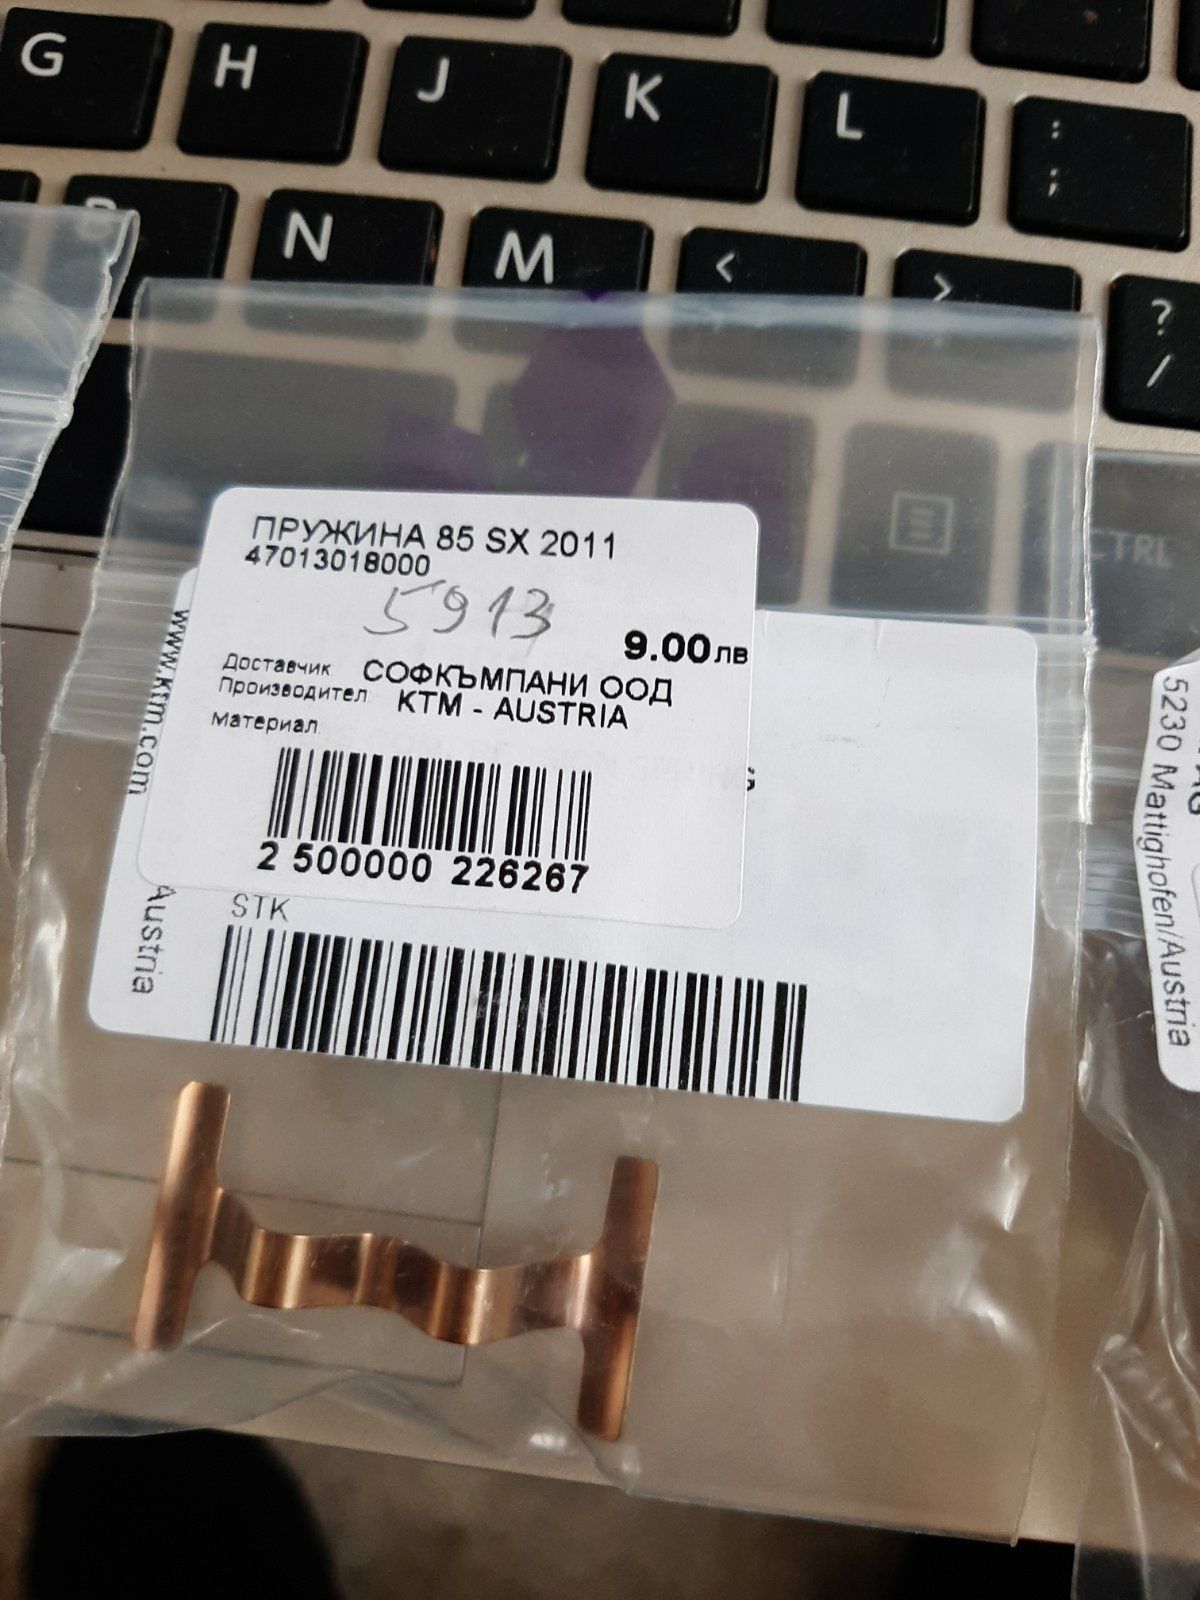 G H J K L : ;
B N M < > ? /
CTRL
ПРУЖИНА 85 SX 2011
47013018000
5913
9.00лв
Доставчик СОФКЪМПАНИ ООД
Производител KTM - AUSTRIA
материал
2 500000 226267
www.ktm.com
Austria
STK
5230 Mattighofen/Austria